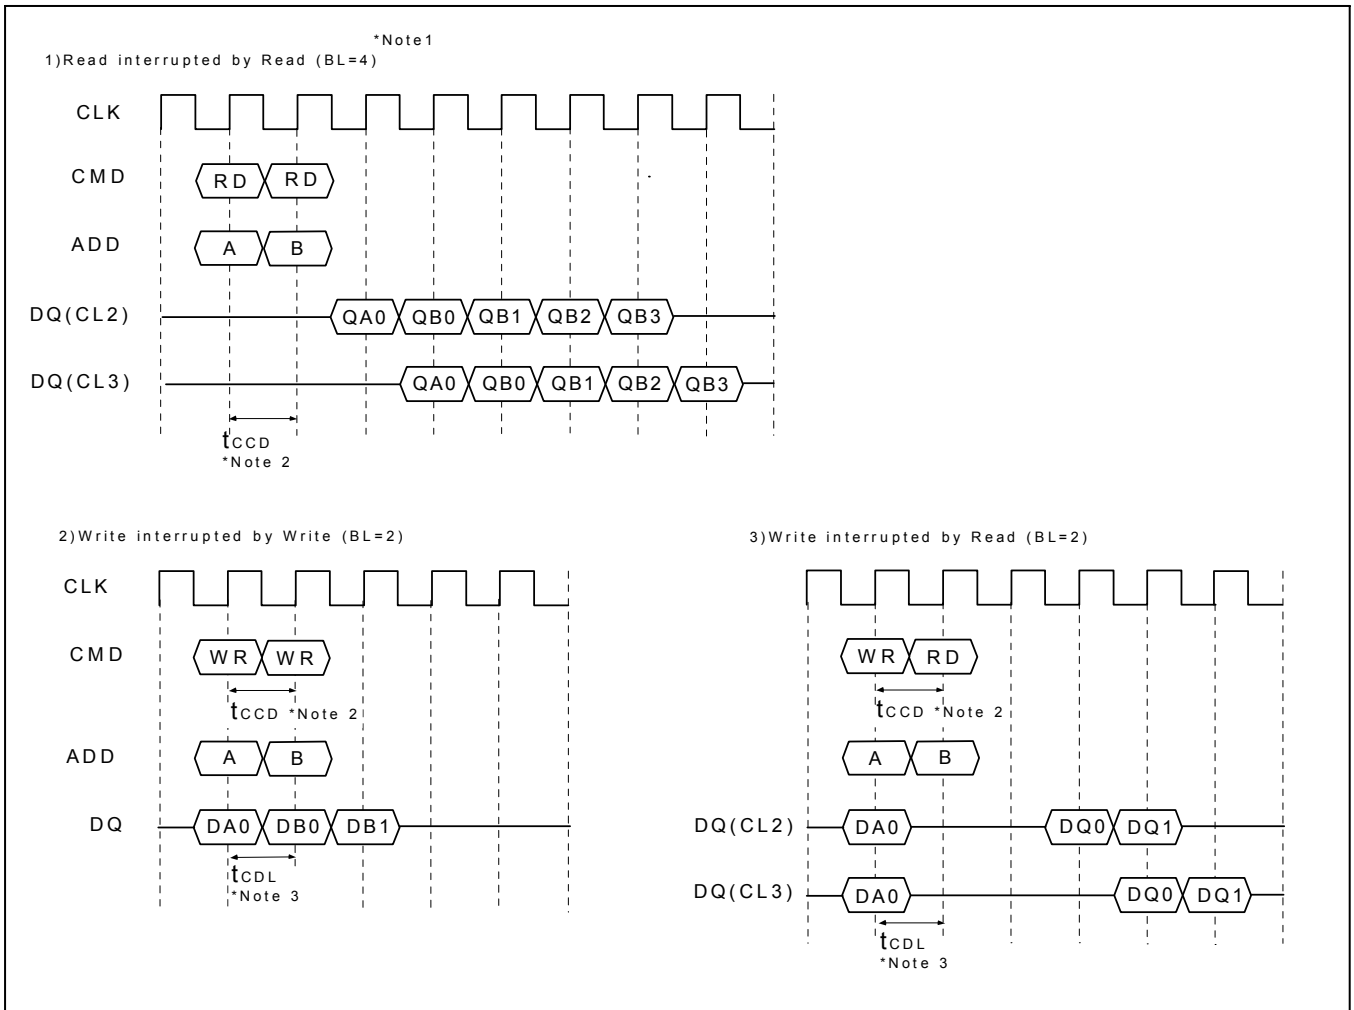 *Note1
1)Read interrupted by Read (BL=4)
CLK
CMD RD RD
ADD A B
DQ(CL2) QA0 QB0 QB1 QB2 QB3
DQ(CL3) QA0 QB0 QB1 QB2 QB3
tCCD
*Note 2
2)Write interrupted by Write (BL=2)
CLK
CMD WR WR
tCCD *Note 2
ADD A B
DQ DA0 DB0 DB1
tCDL
*Note 3
3)Write interrupted by Read (BL=2)
WR RD
tCCD *Note 2
A B
DQ(CL2) DA0 DQ0 DQ1
DQ(CL3) DA0 DQ0 DQ1
tCDL
*Note 3